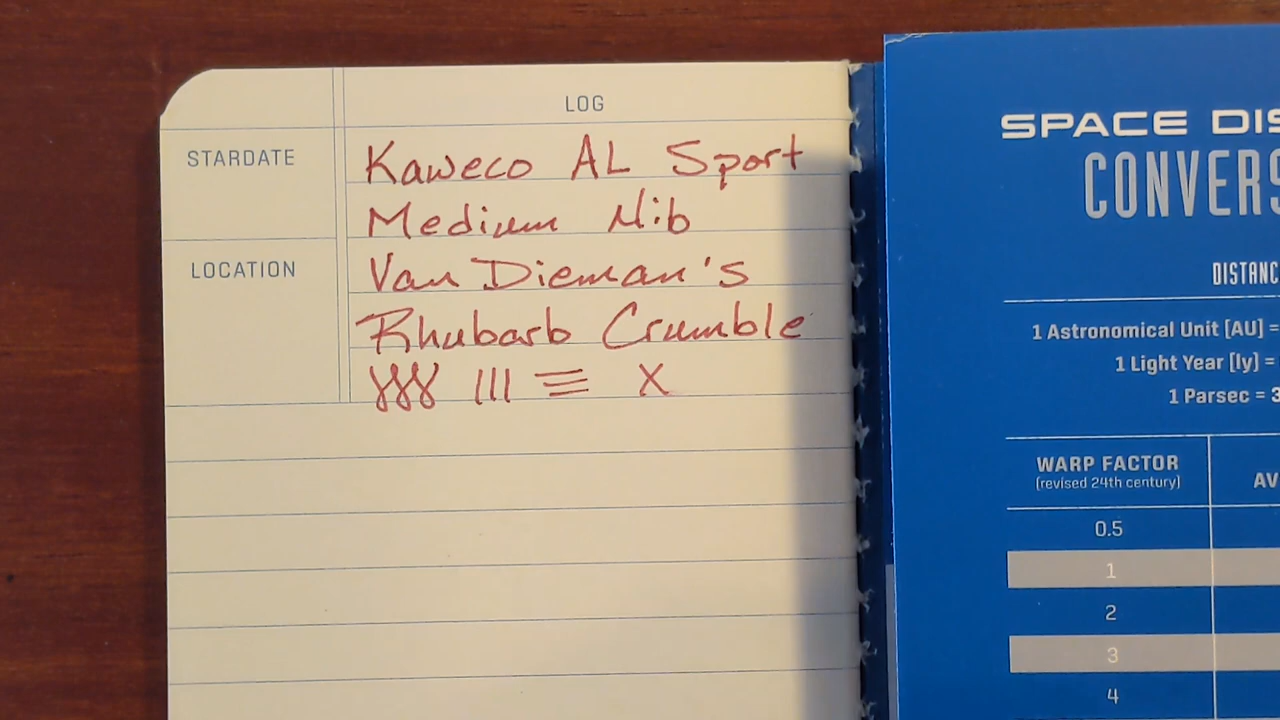 LOG
STARDATE
Kaweco AL Sport
Medium Nib
LOCATION
Van Dieman's
Rhubarb Crumble
||| ≡ X
SPACE DIS
CONVERS
DISTANC
1 Astronomical Unit [AU] =
1 Light Year [ly] =
1 Parsec = 3
WARP FACTOR
(revised 24th century)
AV
0.5
1
2
3
4